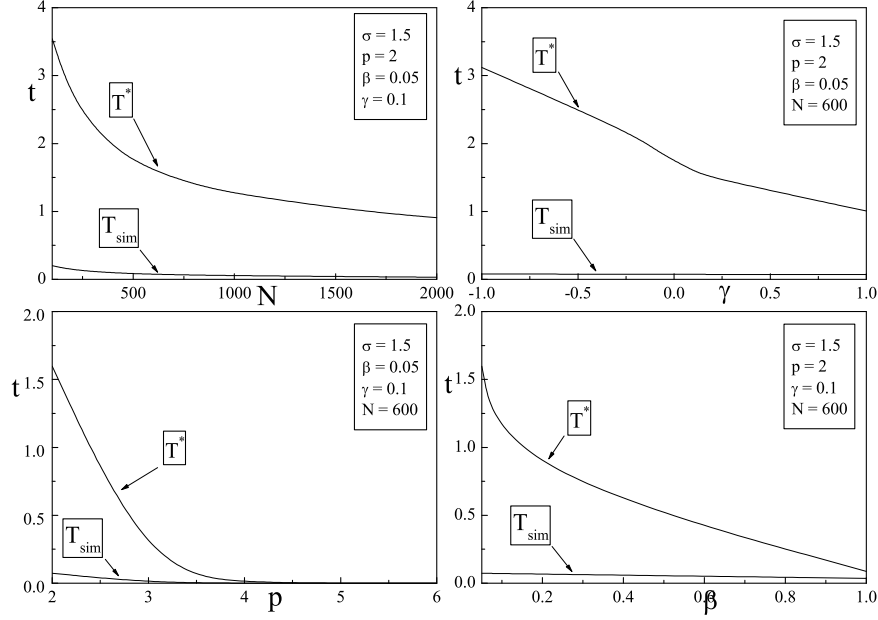 4
3
2
1
0
t
T*
T_sim
σ = 1.5
p = 2
β = 0.05
γ = 0.1
500
1000
1500
2000
N
4
3
2
1
0
t
T*
T_sim
σ = 1.5
p = 2
β = 0.05
N = 600
-1.0
-0.5
0.0
0.5
1.0
γ
2.0
1.5
1.0
0.5
0.0
t
T*
T_sim
σ = 1.5
β = 0.05
γ = 0.1
N = 600
2
3
4
5
6
p
2.0
1.5
1.0
0.5
0.0
t
T*
T_sim
σ = 1.5
p = 2
γ = 0.1
N = 600
0.2
0.4
0.6
0.8
1.0
β